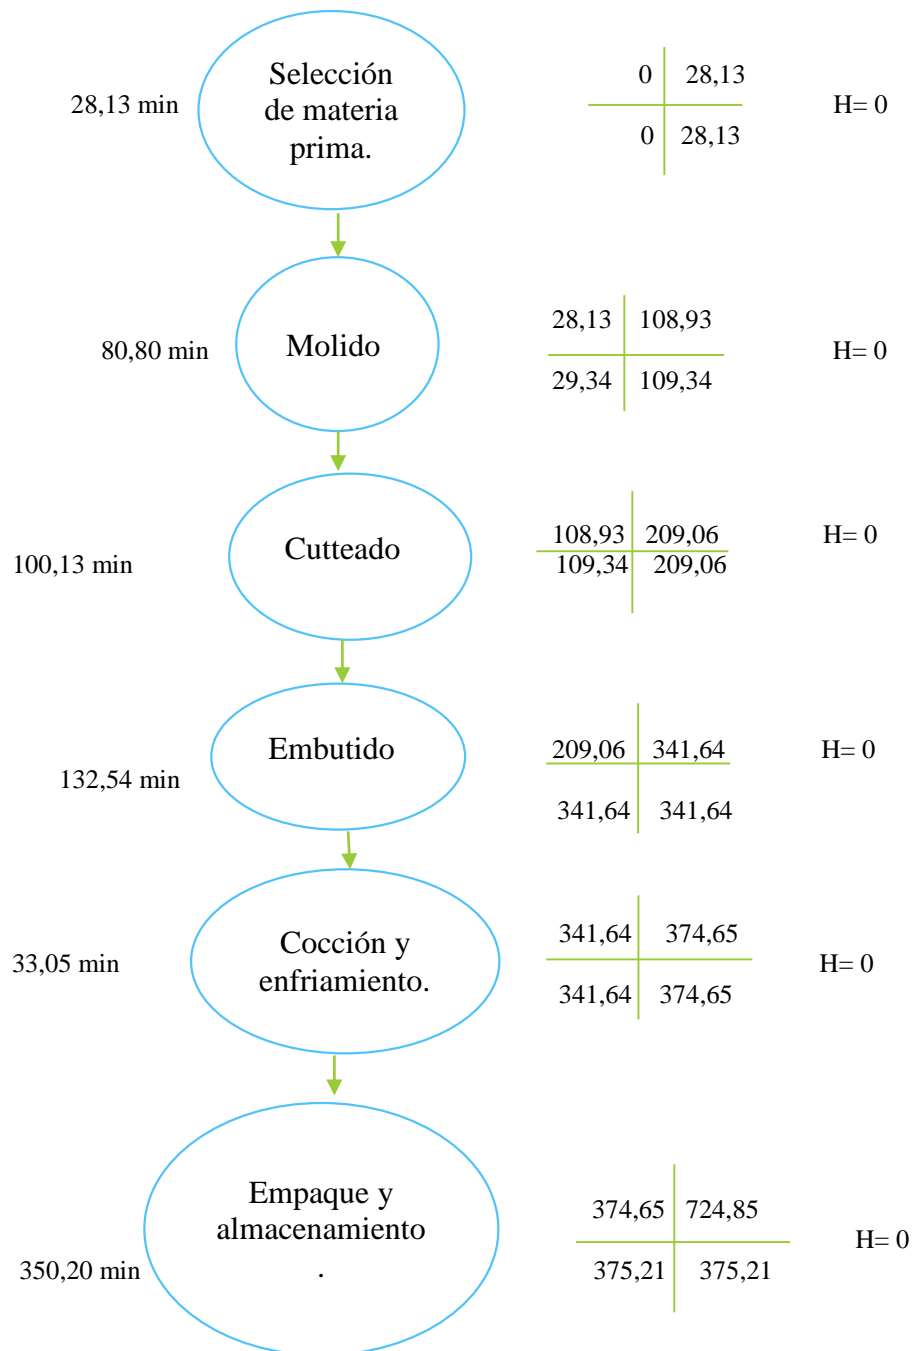 Selección
de materia
prima.
28,13 min
0 28,13
0 28,13
H= 0
Molido
80,80 min
28,13 108,93
29,34 109,34
H= 0
Cutteado
100,13 min
108,93 209,06
109,34 209,06
H= 0
Embutido
132,54 min
209,06 341,64
341,64 341,64
H= 0
Cocción y
enfriamiento.
33,05 min
341,64 374,65
341,64 374,65
H= 0
Empaque y
almacenamiento
.
350,20 min
374,65 724,85
375,21 375,21
H= 0